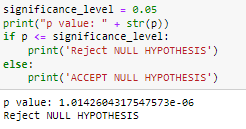 significance_level = 0.05
print("p value: " + str(p))
if p <= significance_level:
    print('Reject NULL HYPOTHESIS')
else:
    print('ACCEPT NULL HYPOTHESIS')
p value: 1.0142604317547573e-06
Reject NULL HYPOTHESIS